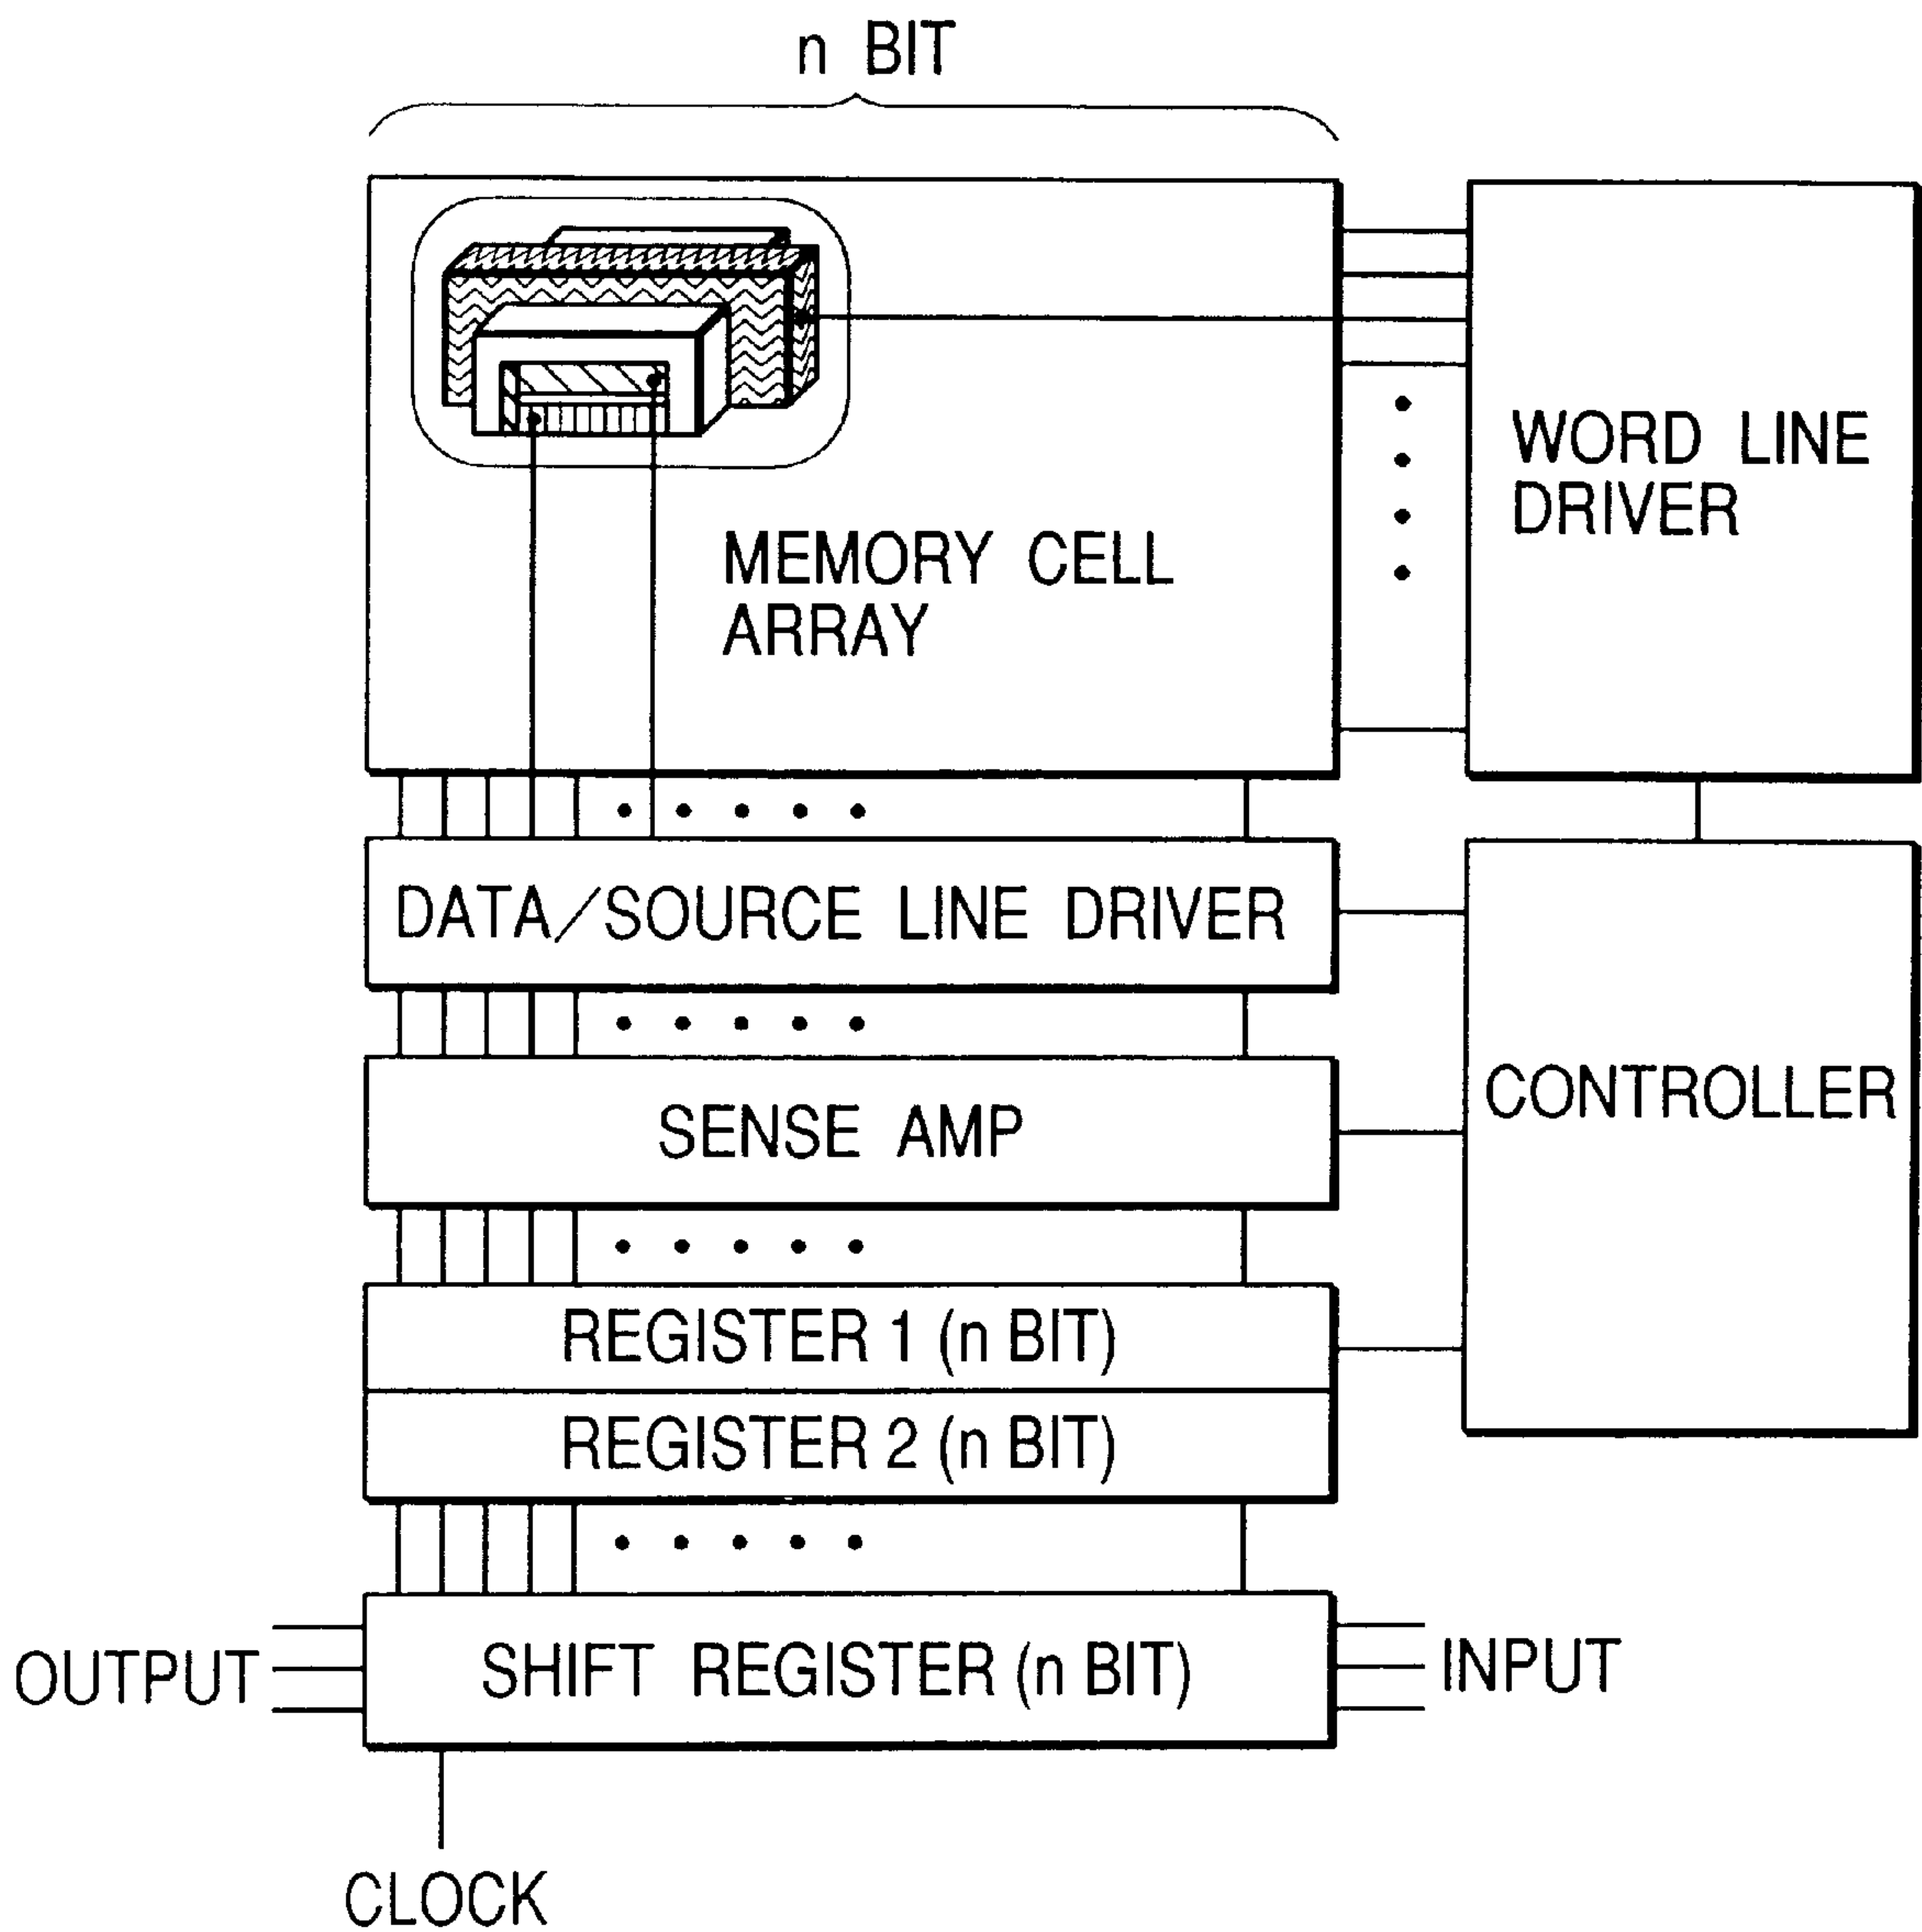 n BIT
WORD LINE
DRIVER
MEMORY CELL
ARRAY
DATA/SOURCE LINE DRIVER
CONTROLLER
SENSE AMP
REGISTER 1 (n BIT)
REGISTER 2 (n BIT)
OUTPUT
SHIFT REGISTER (n BIT)
INPUT
CLOCK